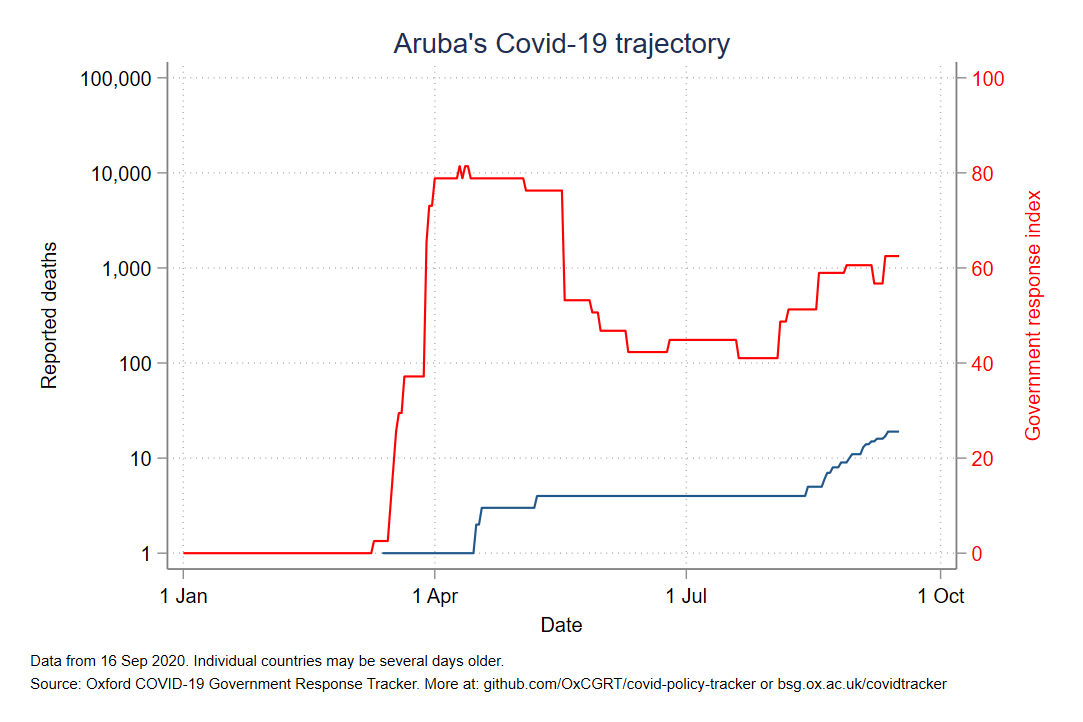 Aruba's Covid-19 trajectory
100,000
10,000
1,000
100
10
1
Reported deaths
100
80
60
40
20
0
Government response index
1 Jan
1 Apr
1 Jul
1 Oct
Date
Data from 16 Sep 2020. Individual countries may be several days older.
Source: Oxford COVID-19 Government Response Tracker. More at: github.com/OxCGRT/covid-policy-tracker or bsg.ox.ac.uk/covidtracker